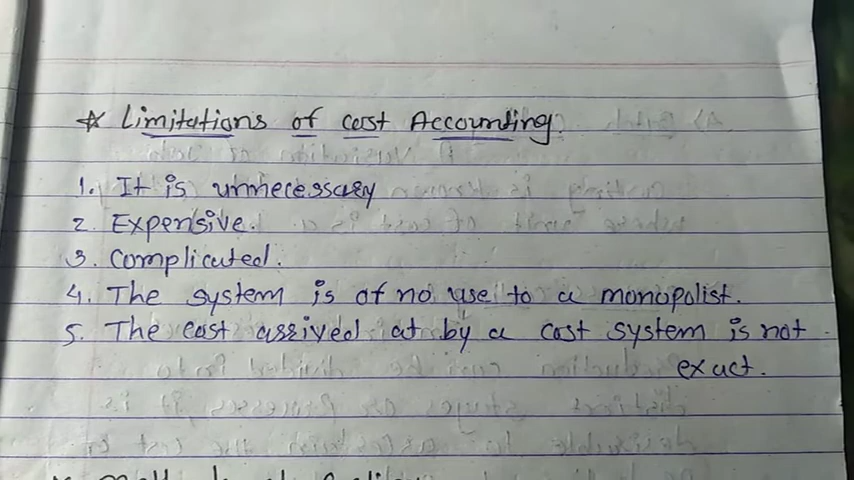 * Limitations of cost Accounting.
1. It is unnecessary
2. Expensive.
3. Complicated.
4. The system is of no use to a monopolist.
5. The cost arrived at by a cost system is not
exact.